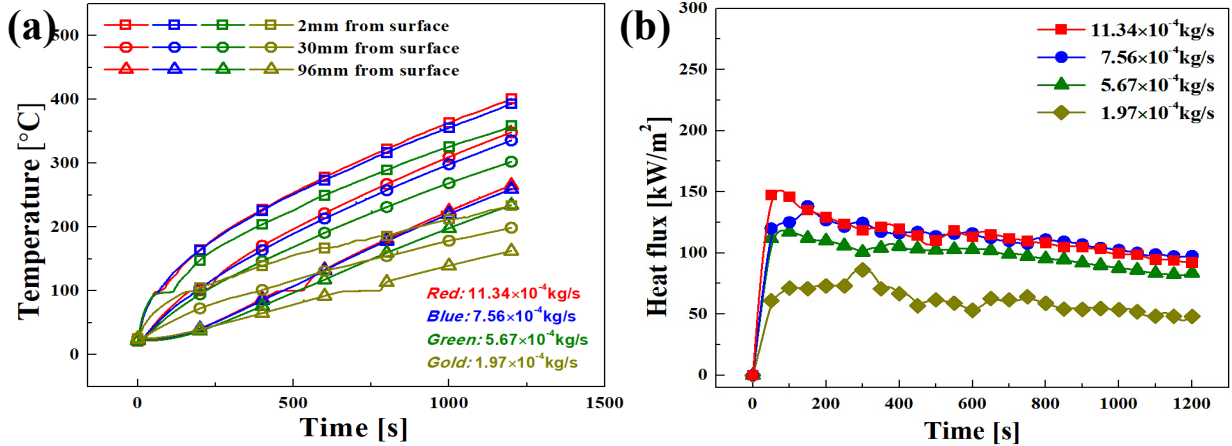 (a)
2mm from surface
30mm from surface
96mm from surface
500
400
300
200
100
0
Temperature [°C]
Red: 11.34×10⁻⁴kg/s
Blue: 7.56×10⁻⁴kg/s
Green: 5.67×10⁻⁴kg/s
Gold: 1.97×10⁻⁴kg/s
0 500 1000 1500
Time [s]
(b)
11.34×10⁻⁴kg/s
7.56×10⁻⁴kg/s
5.67×10⁻⁴kg/s
1.97×10⁻⁴kg/s
300
250
200
150
100
50
0
Heat flux [kW/m²]
0 200 400 600 800 1000 1200
Time [s]